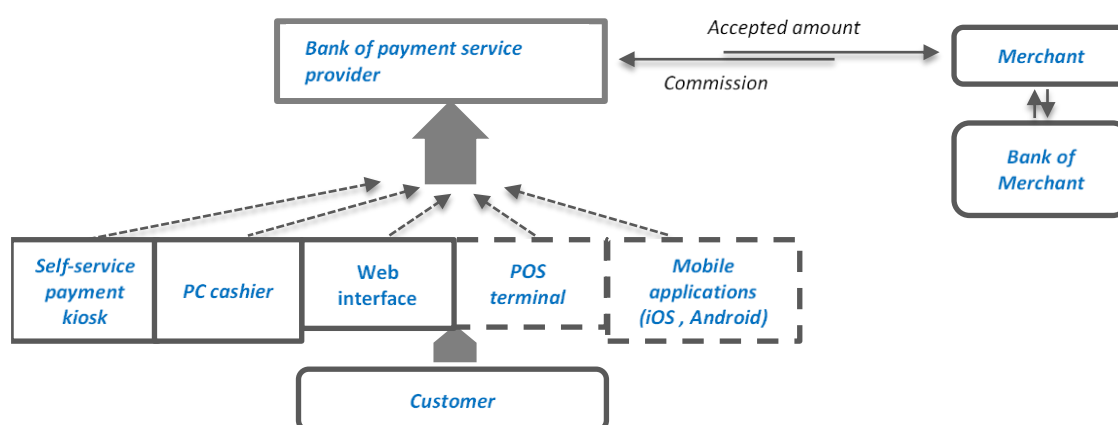 Bank of payment service
provider
Accepted amount
Commission
Merchant
Bank of
Merchant
Self-service
payment
kiosk
PC cashier
Web
interface
POS
terminal
Mobile
applications
(iOS , Android)
Customer